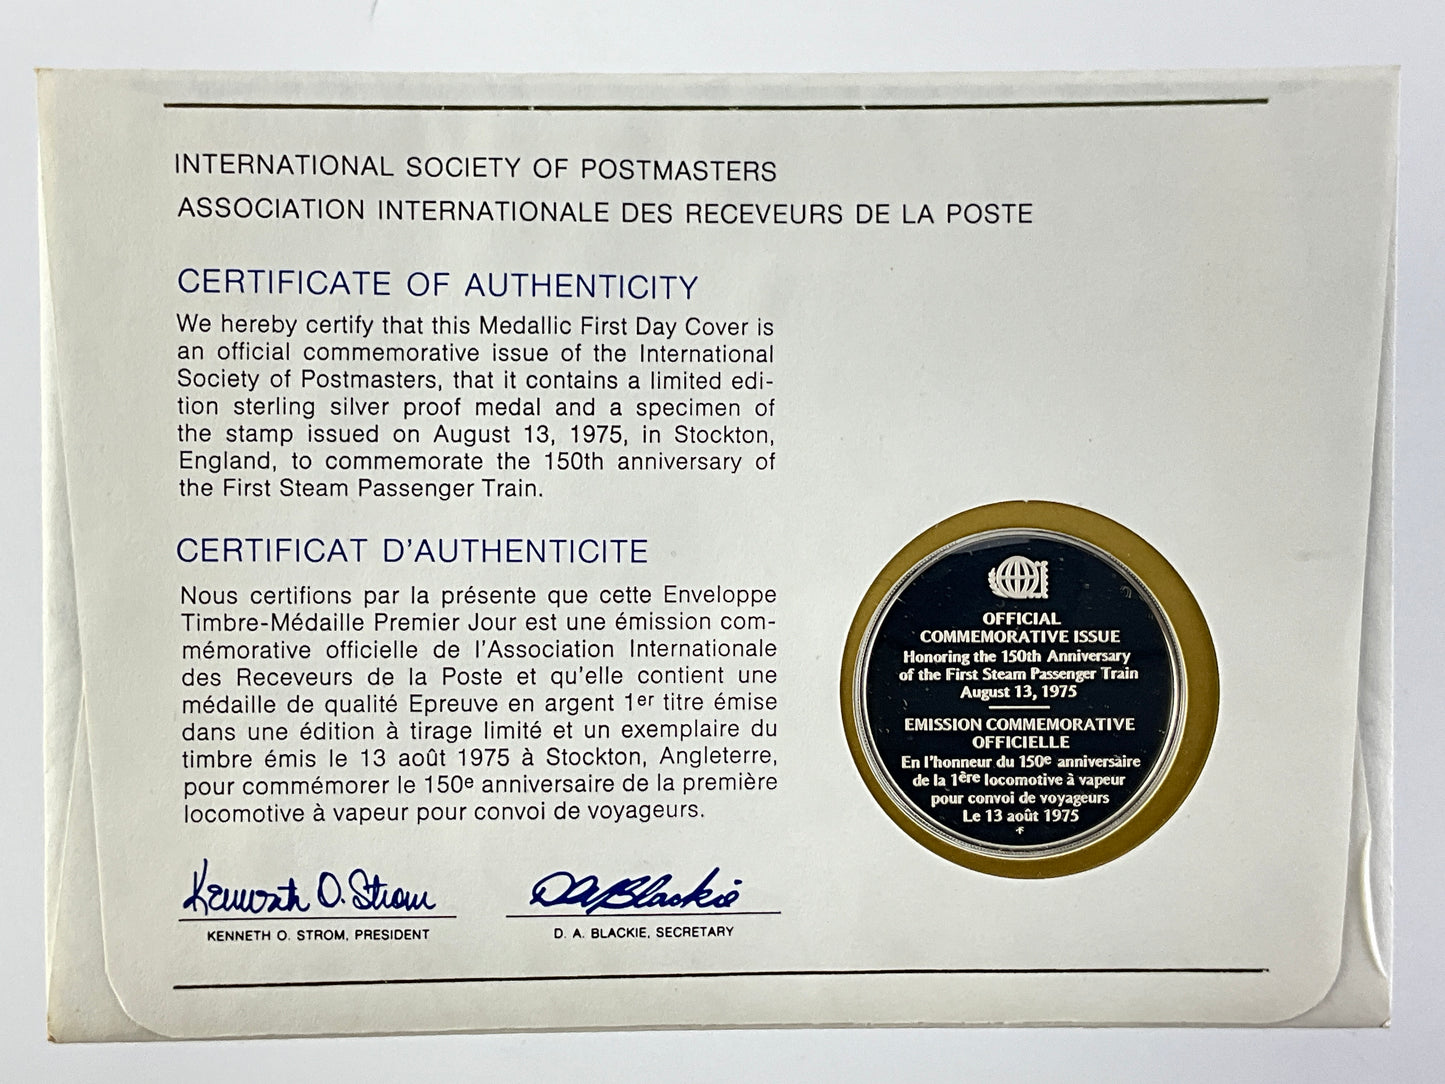 INTERNATIONAL SOCIETY OF POSTMASTERS
ASSOCIATION INTERNATIONALE DES RECEVEURS DE LA POSTE
CERTIFICATE OF AUTHENTICITY
We hereby certify that this Medallic First Day Cover is
an official commemorative issue of the International
Society of Postmasters, that it contains a limited edi-
tion sterling silver proof medal and a specimen of
the stamp issued on August 13, 1975, in Stockton,
England, to commemorate the 150th anniversary of
the First Steam Passenger Train.
CERTIFICAT D'AUTHENTICITE
Nous certifions par la présente que cette Enveloppe
Timbre-Médaille Premier Jour est une émission com-
mémorative officielle de l'Association Internationale
des Receveurs de la Poste et qu'elle contient une
médaille de qualité Epreuve en argent 1er titre émise
dans une édition à tirage limité et un exemplaire du
timbre émis le 13 août 1975 à Stockton, Angleterre,
pour commémorer le 150e anniversaire de la première
locomotive à vapeur pour convoi de voyageurs.
Kenneth O. Strom
KENNETH O. STROM, PRESIDENT
DA Blackie
D. A. BLACKIE, SECRETARY
OFFICIAL
COMMEMORATIVE ISSUE
Honoring the 150th Anniversary
of the First Steam Passenger Train
August 13, 1975
EMISSION COMMEMORATIVE
OFFICIELLE
En l'honneur du 150e anniversaire
de la 1ère locomotive à vapeur
pour convoi de voyageurs
Le 13 août 1975